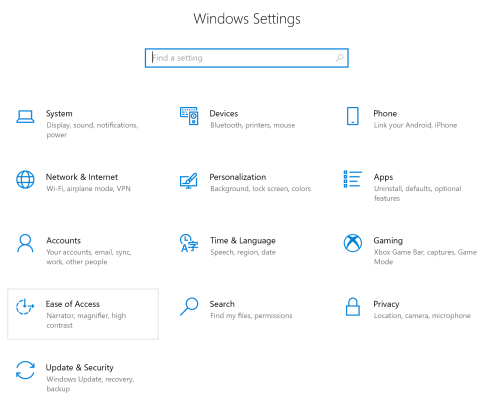 Windows Settings
Find a setting
System
Display, sound, notifications,
power
Devices
Bluetooth, printers, mouse
Phone
Link your Android, iPhone
Network & Internet
Wi-Fi, airplane mode, VPN
Personalization
Background, lock screen, colors
Apps
Uninstall, defaults, optional
features
Accounts
Your accounts, email, sync,
work, other people
Time & Language
Speech, region, date
Gaming
Xbox Game Bar, captures, Game
Mode
Ease of Access
Narrator, magnifier, high
contrast
Search
Find my files, permissions
Privacy
Location, camera, microphone
Update & Security
Windows Update, recovery,
backup